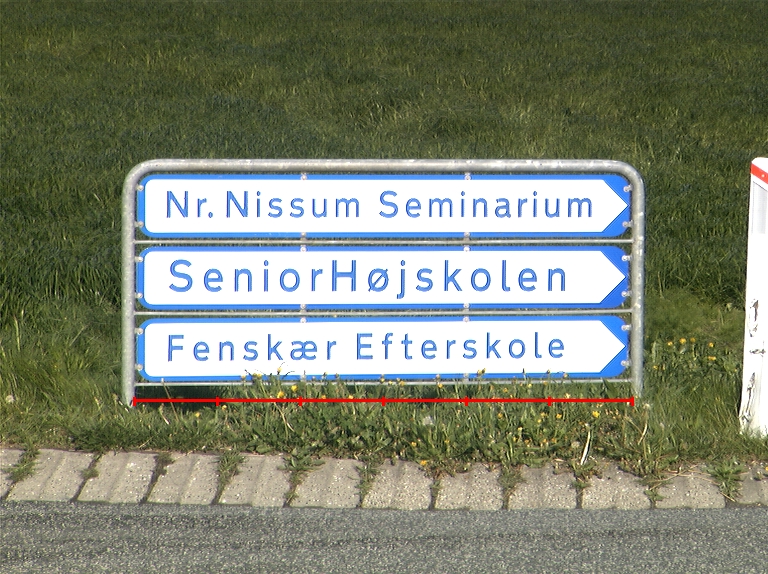 Nr. Nissum Seminarium
SeniorHøjskolen
Fenskær Efterskole